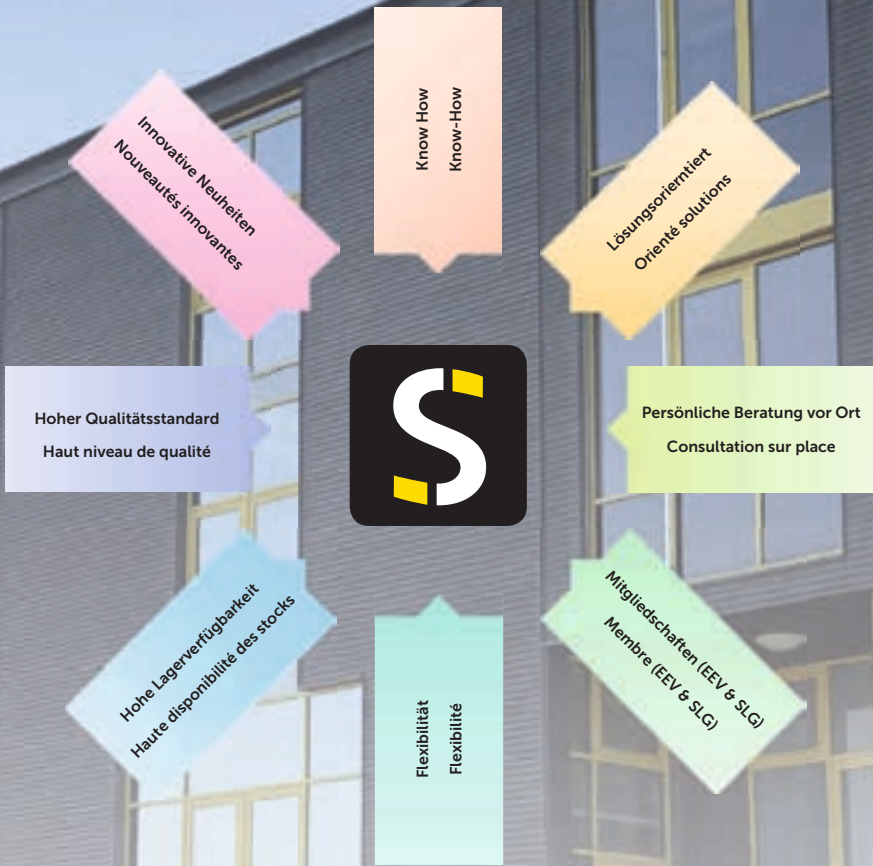 Know How
Know-How
Innovative Neuheiten
Nouveautés innovantes
Lösungsorierntiert
Orienté solutions
Hoher Qualitätsstandard
Haut niveau de qualité
S
Persönliche Beratung vor Ort
Consultation sur place
Hohe Lagerverfügbarkeit
Haute disponibilité des stocks
Flexibilität
Flexibilité
Mitgliedschaften (EEV & SLG)
Membre (EEV & SLG)